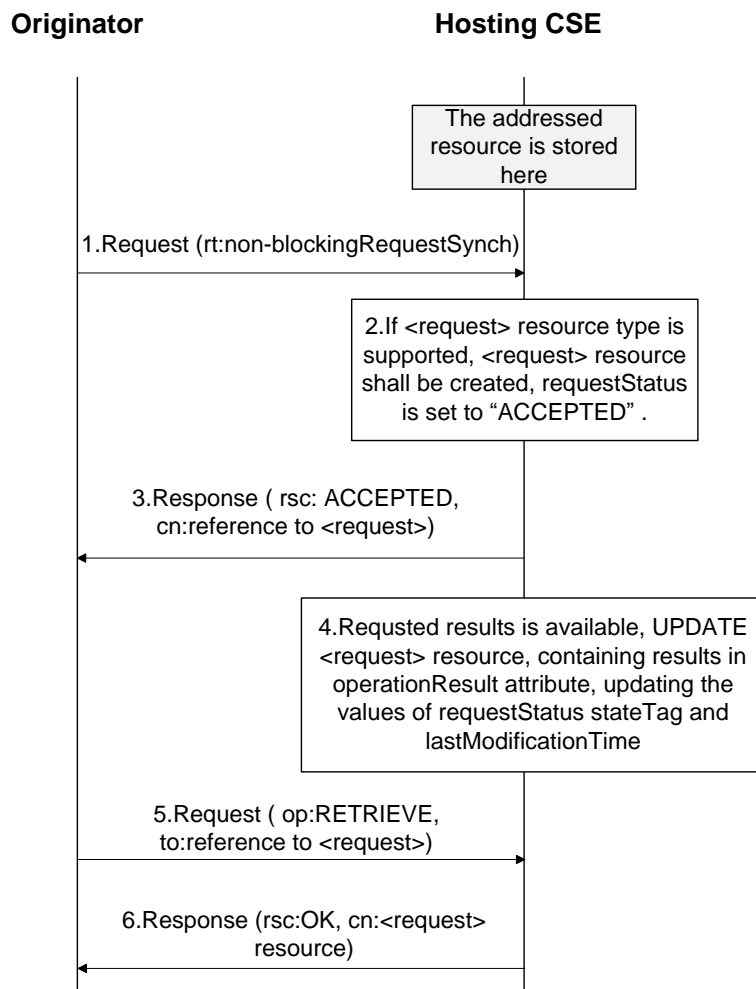 Originator
Hosting CSE
The addressed
resource is stored
here
1.Request (rt:non-blockingRequestSynch)
2.If <request> resource type is
supported, <request> resource
shall be created, requestStatus
is set to “ACCEPTED” .
3.Response ( rsc: ACCEPTED,
cn:reference to <request>)
4.Requsted results is available, UPDATE
<request> resource, containing results in
operationResult attribute, updating the
values of requestStatus stateTag and
lastModificationTime
5.Request ( op:RETRIEVE,
to:reference to <request>)
6.Response (rsc:OK, cn:<request>
resource)